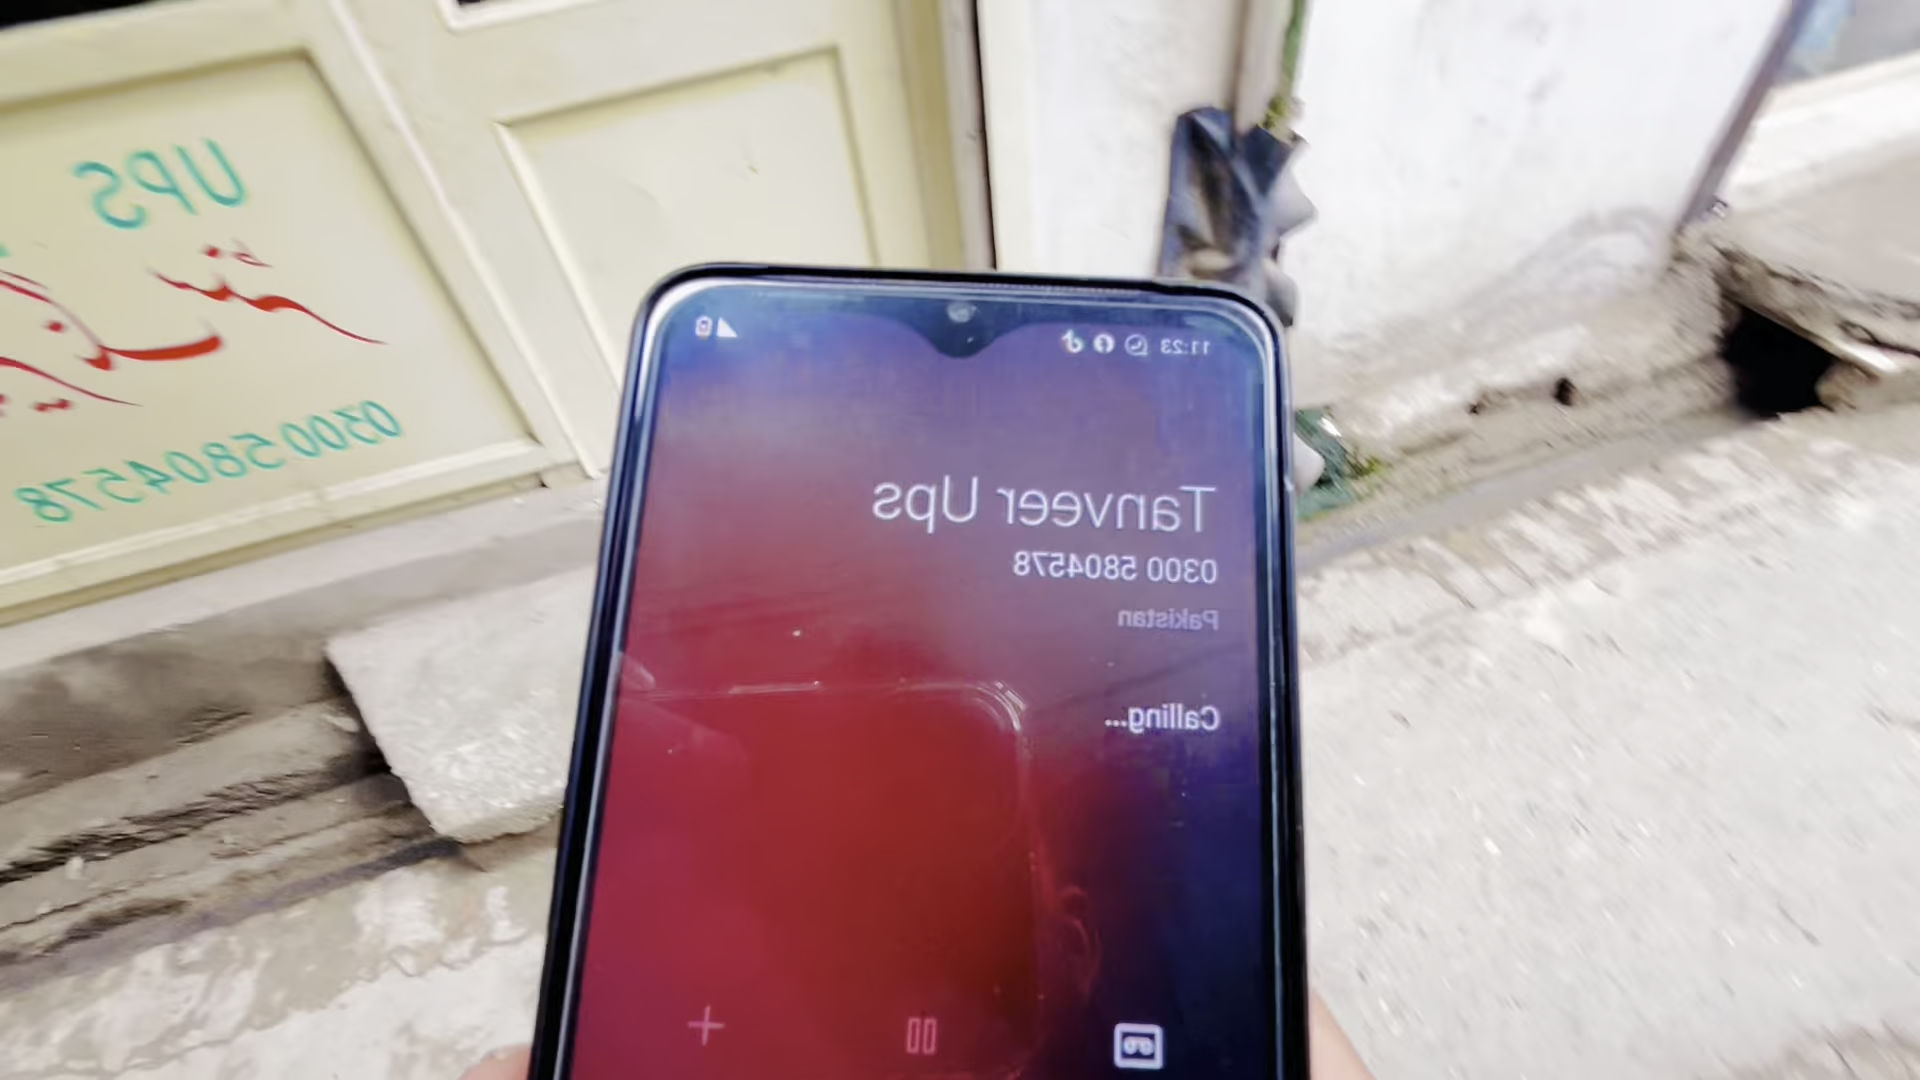 UPS
0300 5804578
11:23
Tanveer Ups
0300 5804578
Pakistan
Calling...